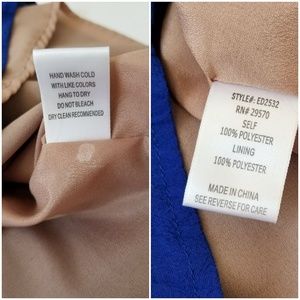 HAND WASH COLD
WITH LIKE COLORS
HANG TO DRY
DO NOT BLEACH
DRY CLEAN RECOMMENDED
STYLE#: ED2532
RN# 29570
SELF
100% POLYESTER
LINING
100% POLYESTER
MADE IN CHINA
SEE REVERSE FOR CARE